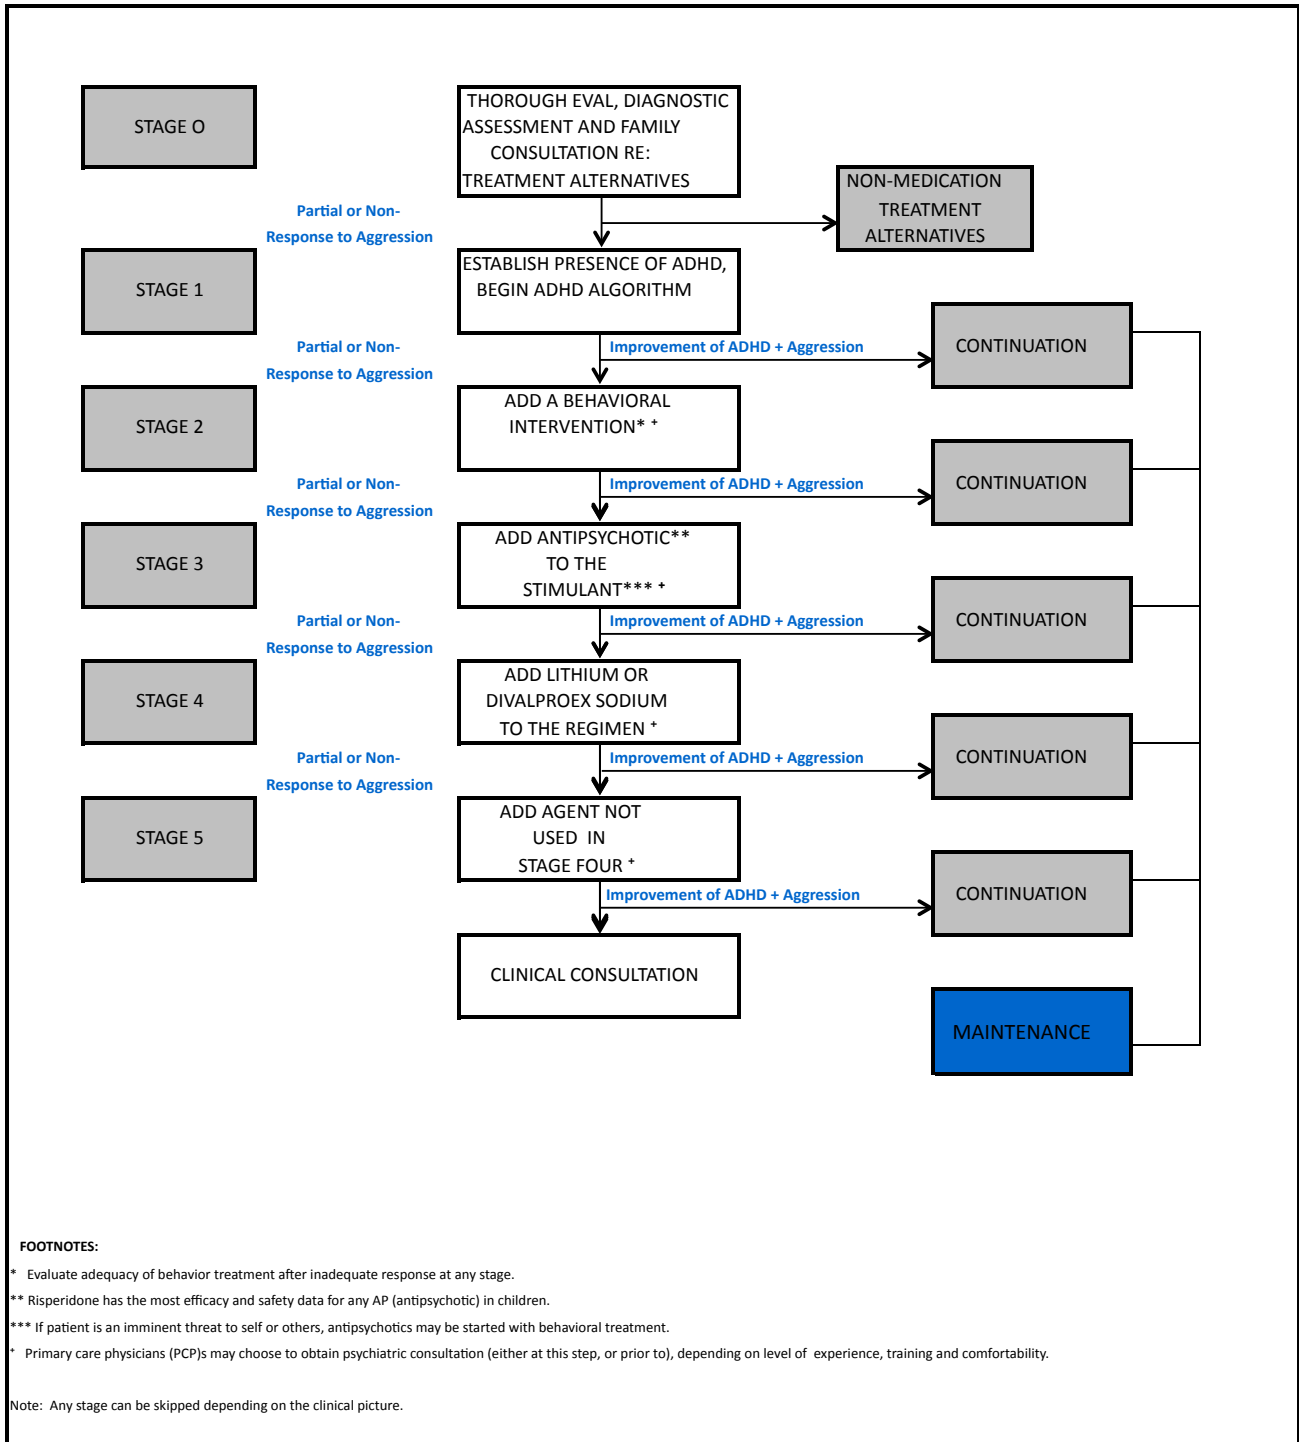 STAGE O
THOROUGH EVAL, DIAGNOSTIC
ASSESSMENT AND FAMILY
CONSULTATION RE:
TREATMENT ALTERNATIVES
NON-MEDICATION
TREATMENT
ALTERNATIVES
Partial or Non-
Response to Aggression
STAGE 1
ESTABLISH PRESENCE OF ADHD,
BEGIN ADHD ALGORITHM
Partial or Non-
Response to Aggression
Improvement of ADHD + Aggression
CONTINUATION
STAGE 2
ADD A BEHAVIORAL
INTERVENTION* ⁺
Partial or Non-
Response to Aggression
Improvement of ADHD + Aggression
CONTINUATION
STAGE 3
ADD ANTIPSYCHOTIC**
TO THE
STIMULANT*** ⁺
Partial or Non-
Response to Aggression
Improvement of ADHD + Aggression
CONTINUATION
STAGE 4
ADD LITHIUM OR
DIVALPROEX SODIUM
TO THE REGIMEN ⁺
Partial or Non-
Response to Aggression
Improvement of ADHD + Aggression
CONTINUATION
STAGE 5
ADD AGENT NOT
USED IN
STAGE FOUR ⁺
Improvement of ADHD + Aggression
CONTINUATION
CLINICAL CONSULTATION
MAINTENANCE
FOOTNOTES:
* Evaluate adequacy of behavior treatment after inadequate response at any stage.
** Risperidone has the most efficacy and safety data for any AP (antipsychotic) in children.
*** If patient is an imminent threat to self or others, antipsychotics may be started with behavioral treatment.
⁺ Primary care physicians (PCP)s may choose to obtain psychiatric consultation (either at this step, or prior to), depending on level of experience, training and comfortability.
Note: Any stage can be skipped depending on the clinical picture.